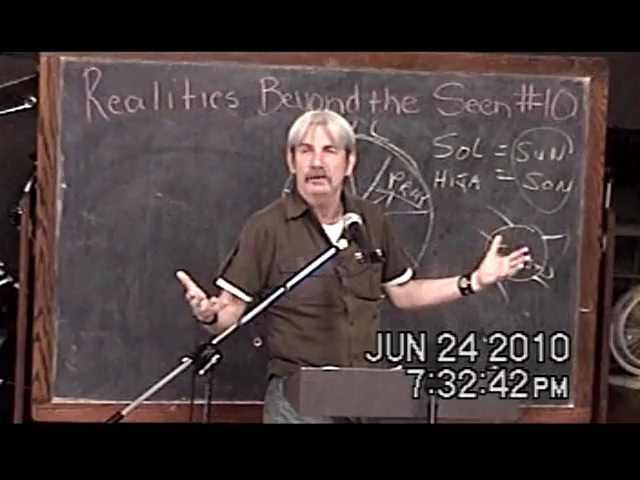 Realities Beyond the Seen #10
SOL = SUN
HIJA = SON
JUN 24 2010
7:32:42 PM